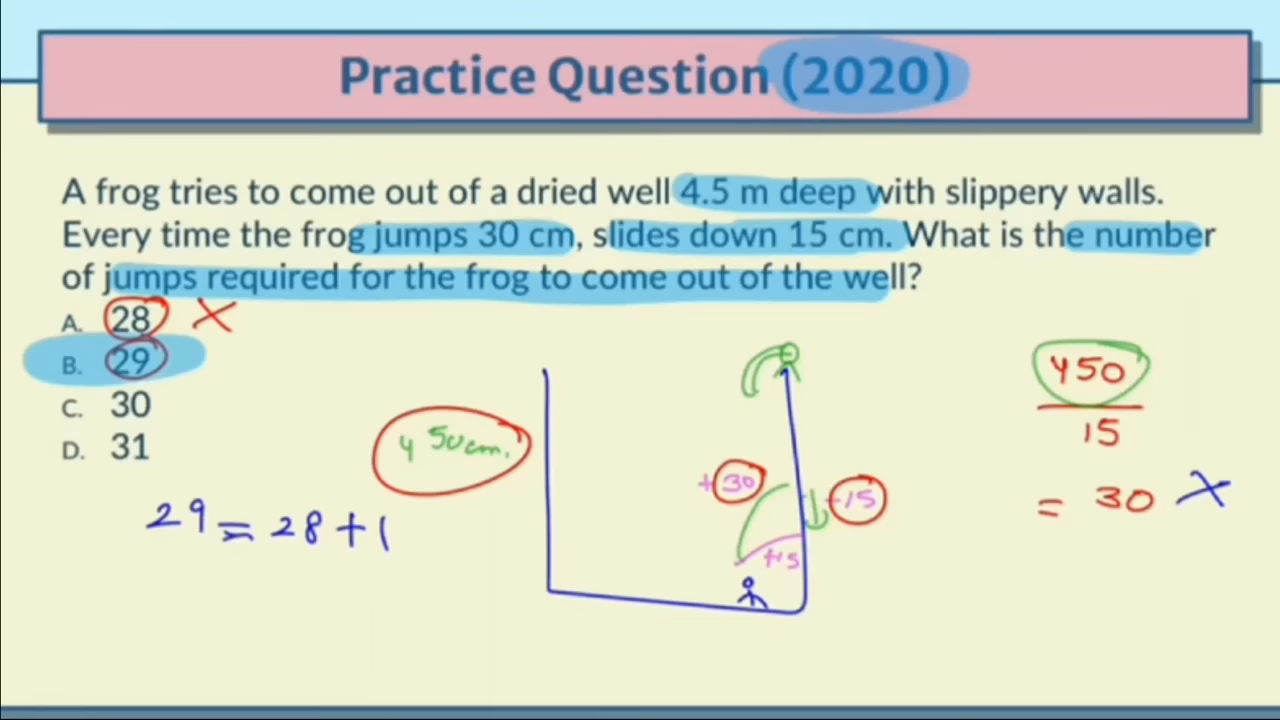 Practice Question (2020)
A frog tries to come out of a dried well 4.5 m deep with slippery walls.
Every time the frog jumps 30 cm, slides down 15 cm. What is the number
of jumps required for the frog to come out of the well?
A. 28
B. 29
C. 30
D. 31
450cm.
29 = 28 + 1
+30
-15
+15
450
15
= 30